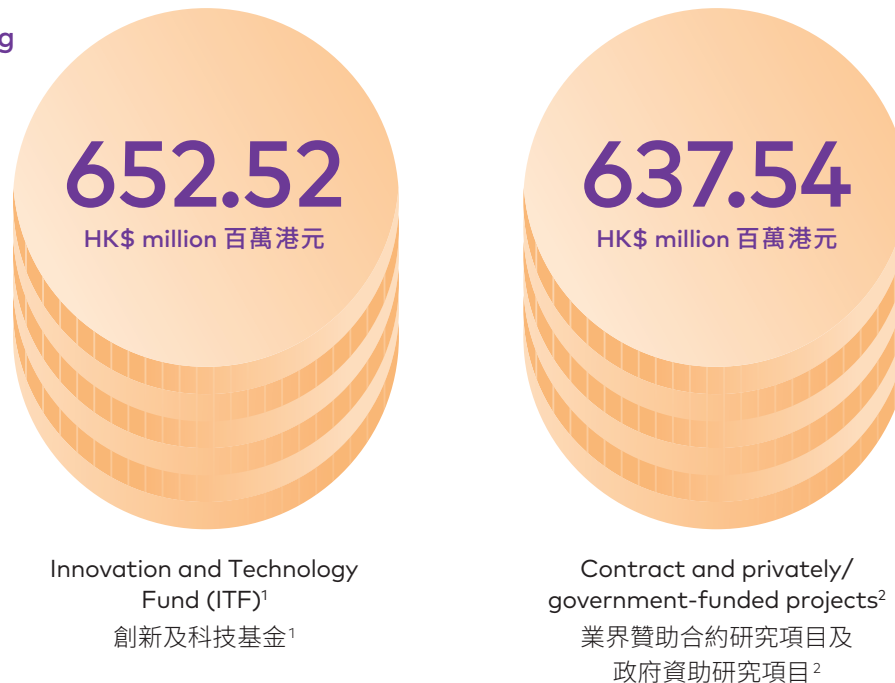 652.52
HK$ million 百萬港元
Innovation and Technology
Fund (ITF)¹
創新及科技基金¹
637.54
HK$ million 百萬港元
Contract and privately/
government-funded projects²
業界贊助合約研究項目及
政府資助研究項目²